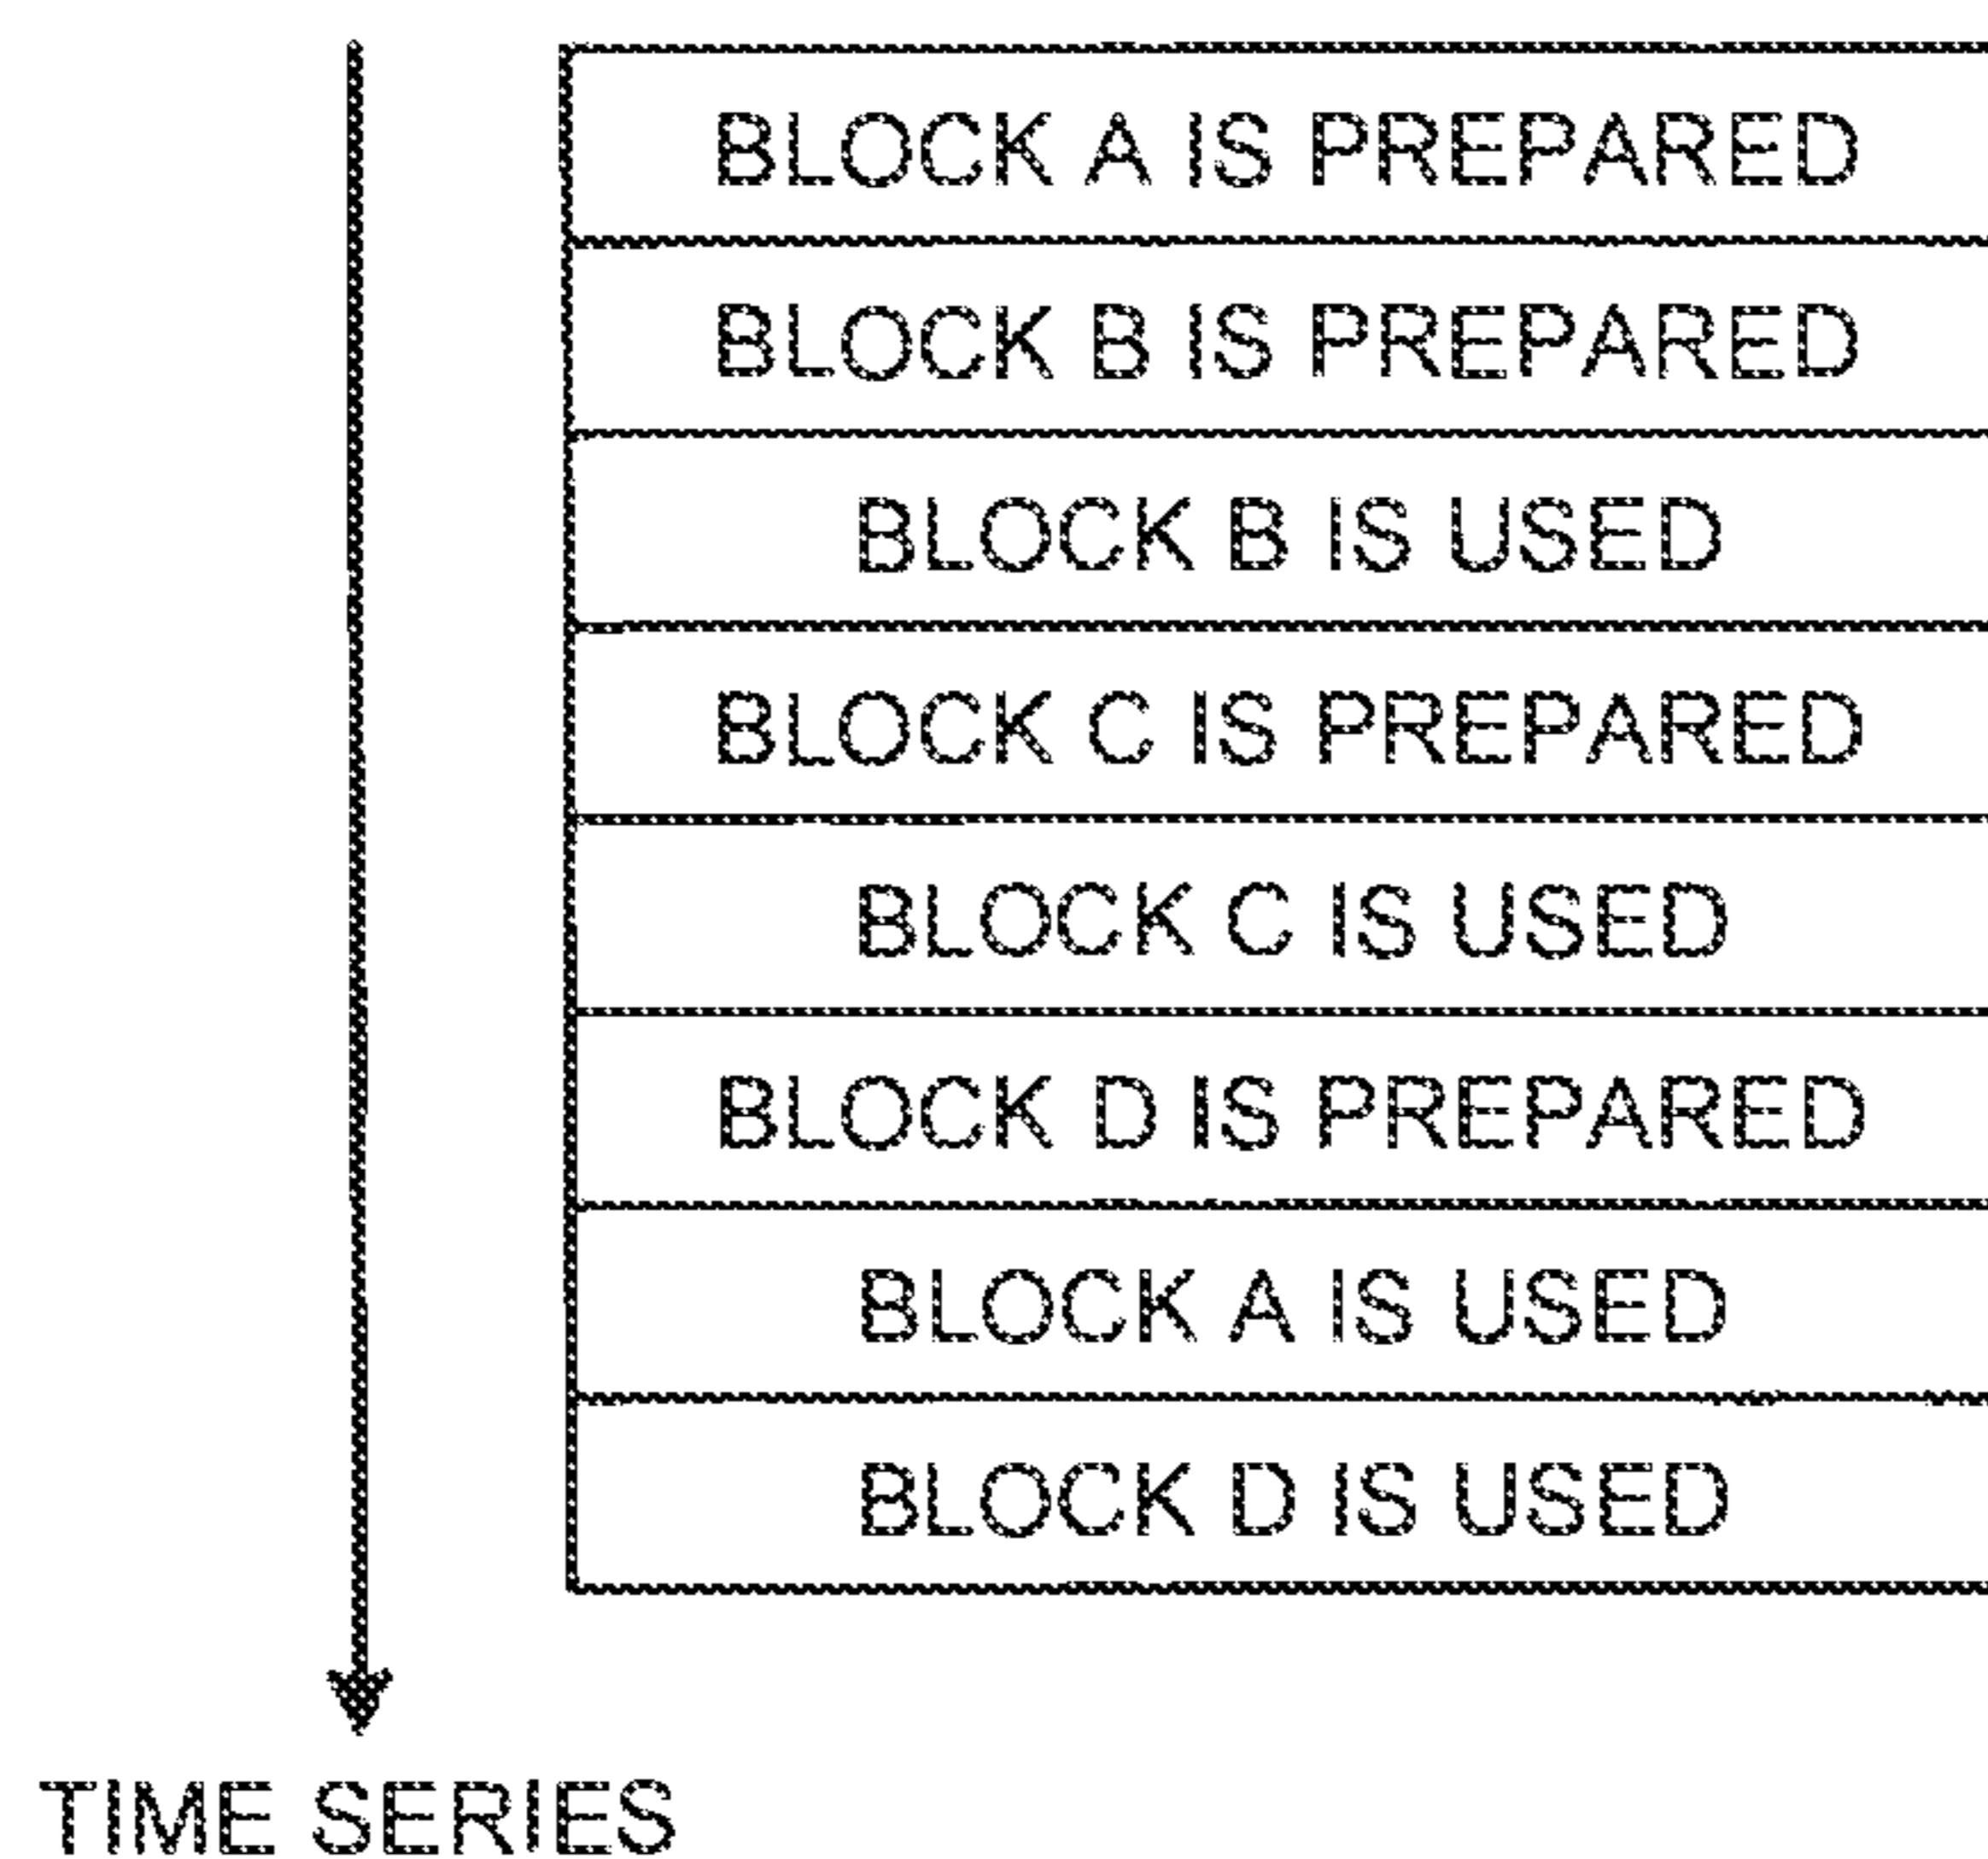 BLOCK A IS PREPARED
BLOCK B IS PREPARED
BLOCK B IS USED
BLOCK C IS PREPARED
BLOCK C IS USED
BLOCK D IS PREPARED
BLOCK A IS USED
BLOCK D IS USED
TIME SERIES